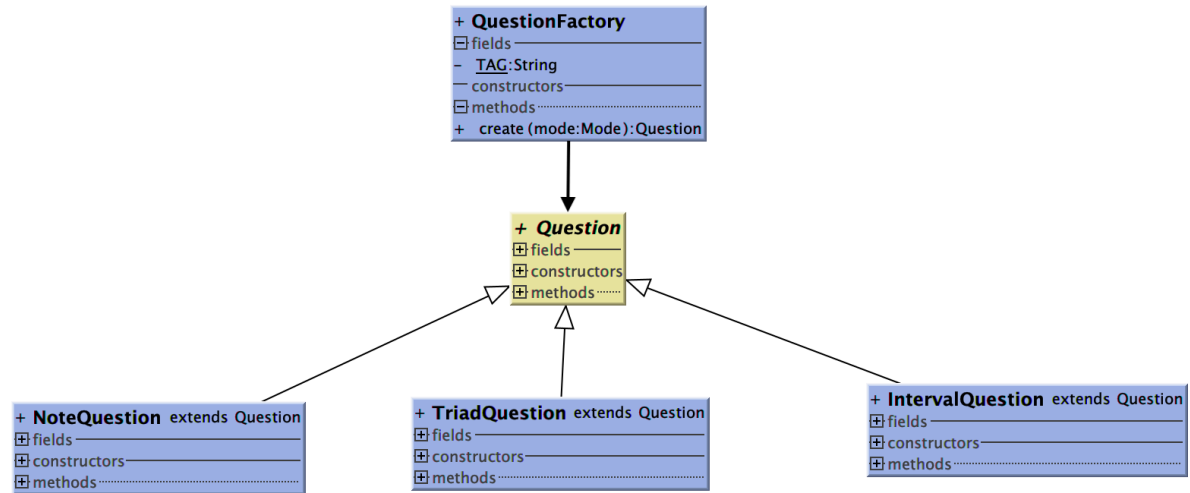 + QuestionFactory
fields
- TAG:String
constructors
methods
+ create (mode:Mode):Question
+ Question
fields
constructors
methods
+ NoteQuestion extends Question
fields
constructors
methods
+ TriadQuestion extends Question
fields
constructors
methods
+ IntervalQuestion extends Question
fields
constructors
methods